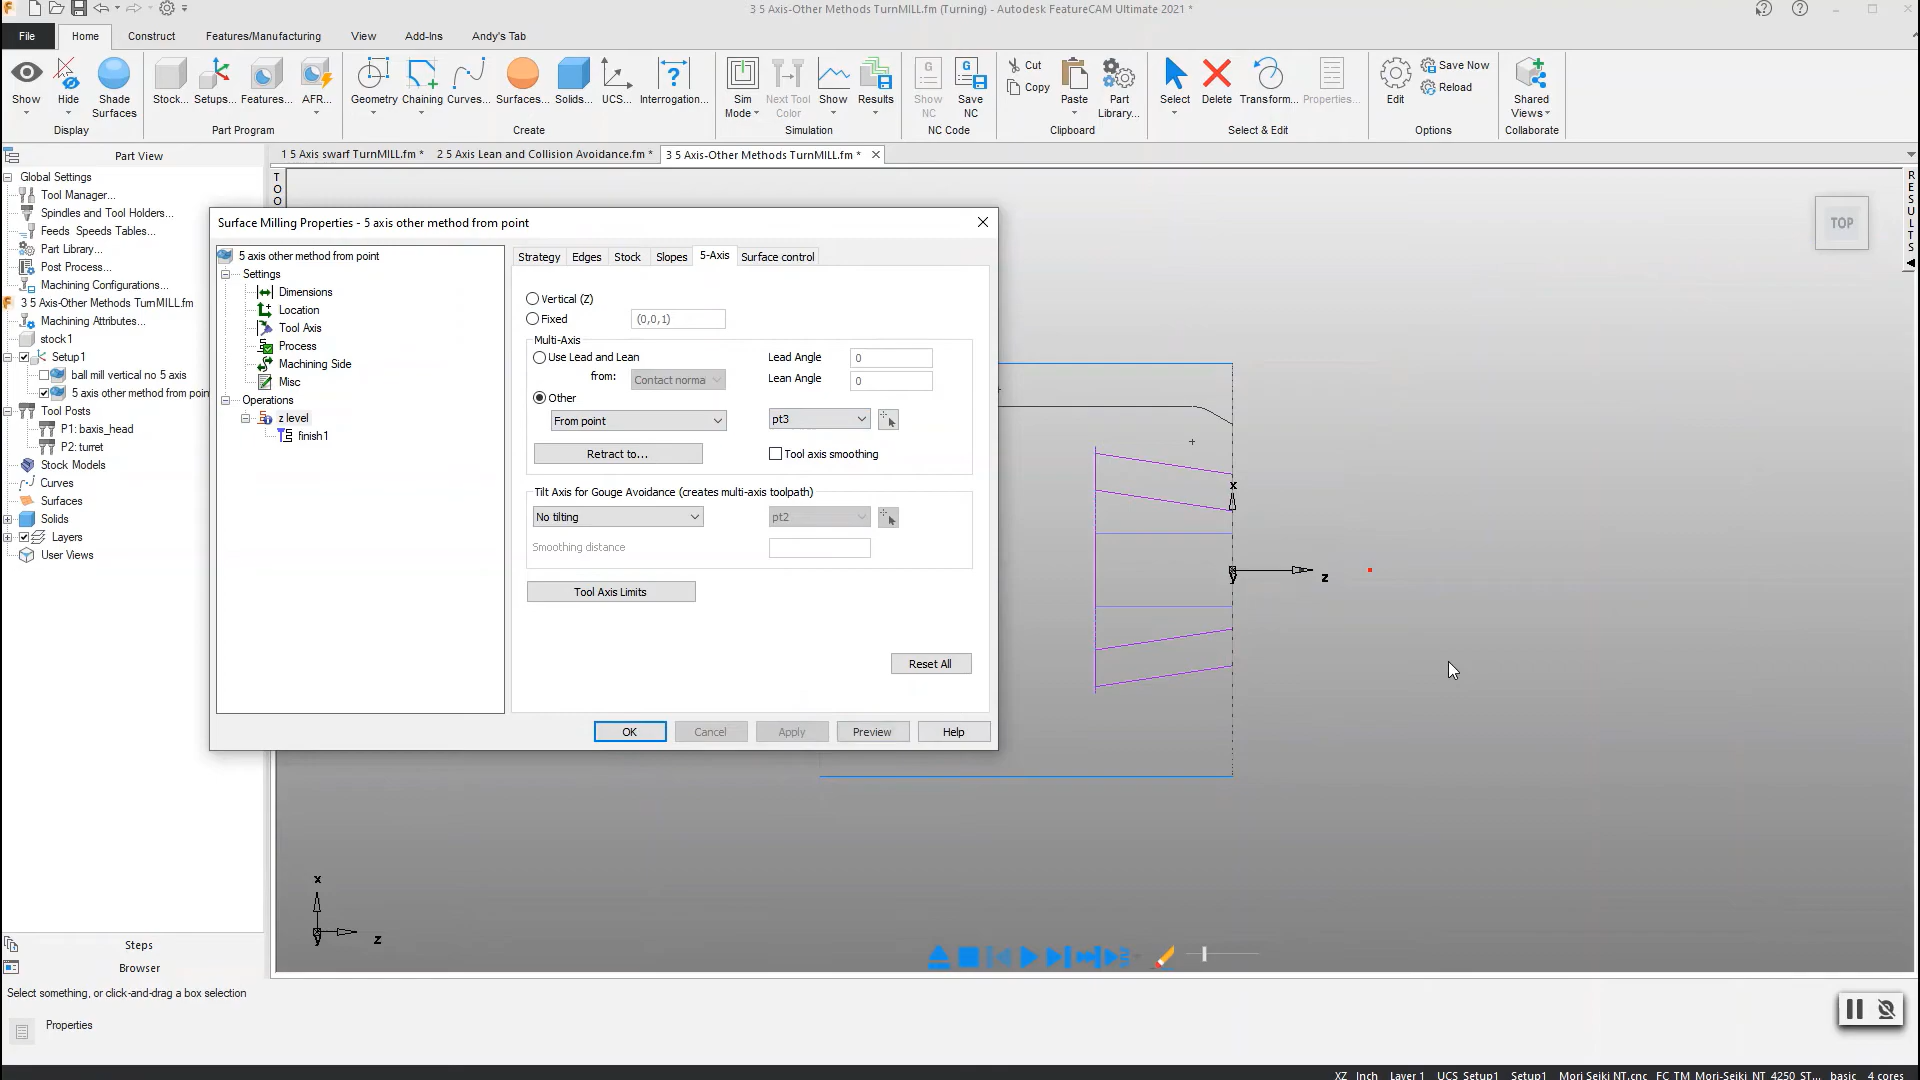 3 5 Axis-Other Methods TurnMILL.fm (Turning) - Autodesk FeatureCAM Ultimate 2021 *
File Home Construct Features/Manufacturing View Add-Ins Andy's Tab
Show Hide Shade Surfaces Stock... Setups... Features... AFR... Geometry Chaining Curves... Surfaces... Solids... UCS... Interrogation... Sim Mode Next Tool Color Show Results Show NC Save NC Cut Copy Paste Part Library... Select Delete Transform... Properties... Edit Save Now Reload Shared Views
Display Part Program Create Simulation NC Code Clipboard Select & Edit Options Collaborate
Part View
1 5 Axis swarf TurnMILL.fm * 2 5 Axis Lean and Collision Avoidance.fm * 3 5 Axis-Other Methods TurnMILL.fm *
Global Settings
Tool Manager...
Spindles and Tool Holders...
Feeds Speeds Tables...
Part Library...
Post Process...
Machining Configurations...
3 5 Axis-Other Methods TurnMILL.fm
Machining Attributes...
stock1
Setup1
ball mill vertical no 5 axis
5 axis other method from poin
Tool Posts
P1: baxis_head
P2: turret
Stock Models
Curves
Surfaces
Solids
Layers
User Views
Steps
Browser
T
O
O
R
E
S
U
L
T
S
TOP
Surface Milling Properties - 5 axis other method from point
5 axis other method from point
Settings
Dimensions
Location
Tool Axis
Process
Machining Side
Misc
Operations
z level
finish1
Strategy Edges Stock Slopes 5-Axis Surface control
Vertical (Z)
Fixed (0,0,1)
Multi-Axis
Use Lead and Lean Lead Angle 0
from: Contact norma Lean Angle 0
Other
From point pt3
Retract to... Tool axis smoothing
Tilt Axis for Gouge Avoidance (creates multi-axis toolpath)
No tilting pt2
Smoothing distance
Tool Axis Limits
Reset All
OK Cancel Apply Preview Help
x
z
y
x
z
y
Select something, or click-and-drag a box selection
Properties
XZ Inch Layer 1 UCS_Setup1 Setup1 Mori Seiki NT.cnc FC_TM_Mori-Seiki_NT_4250_ST... basic 4 cores